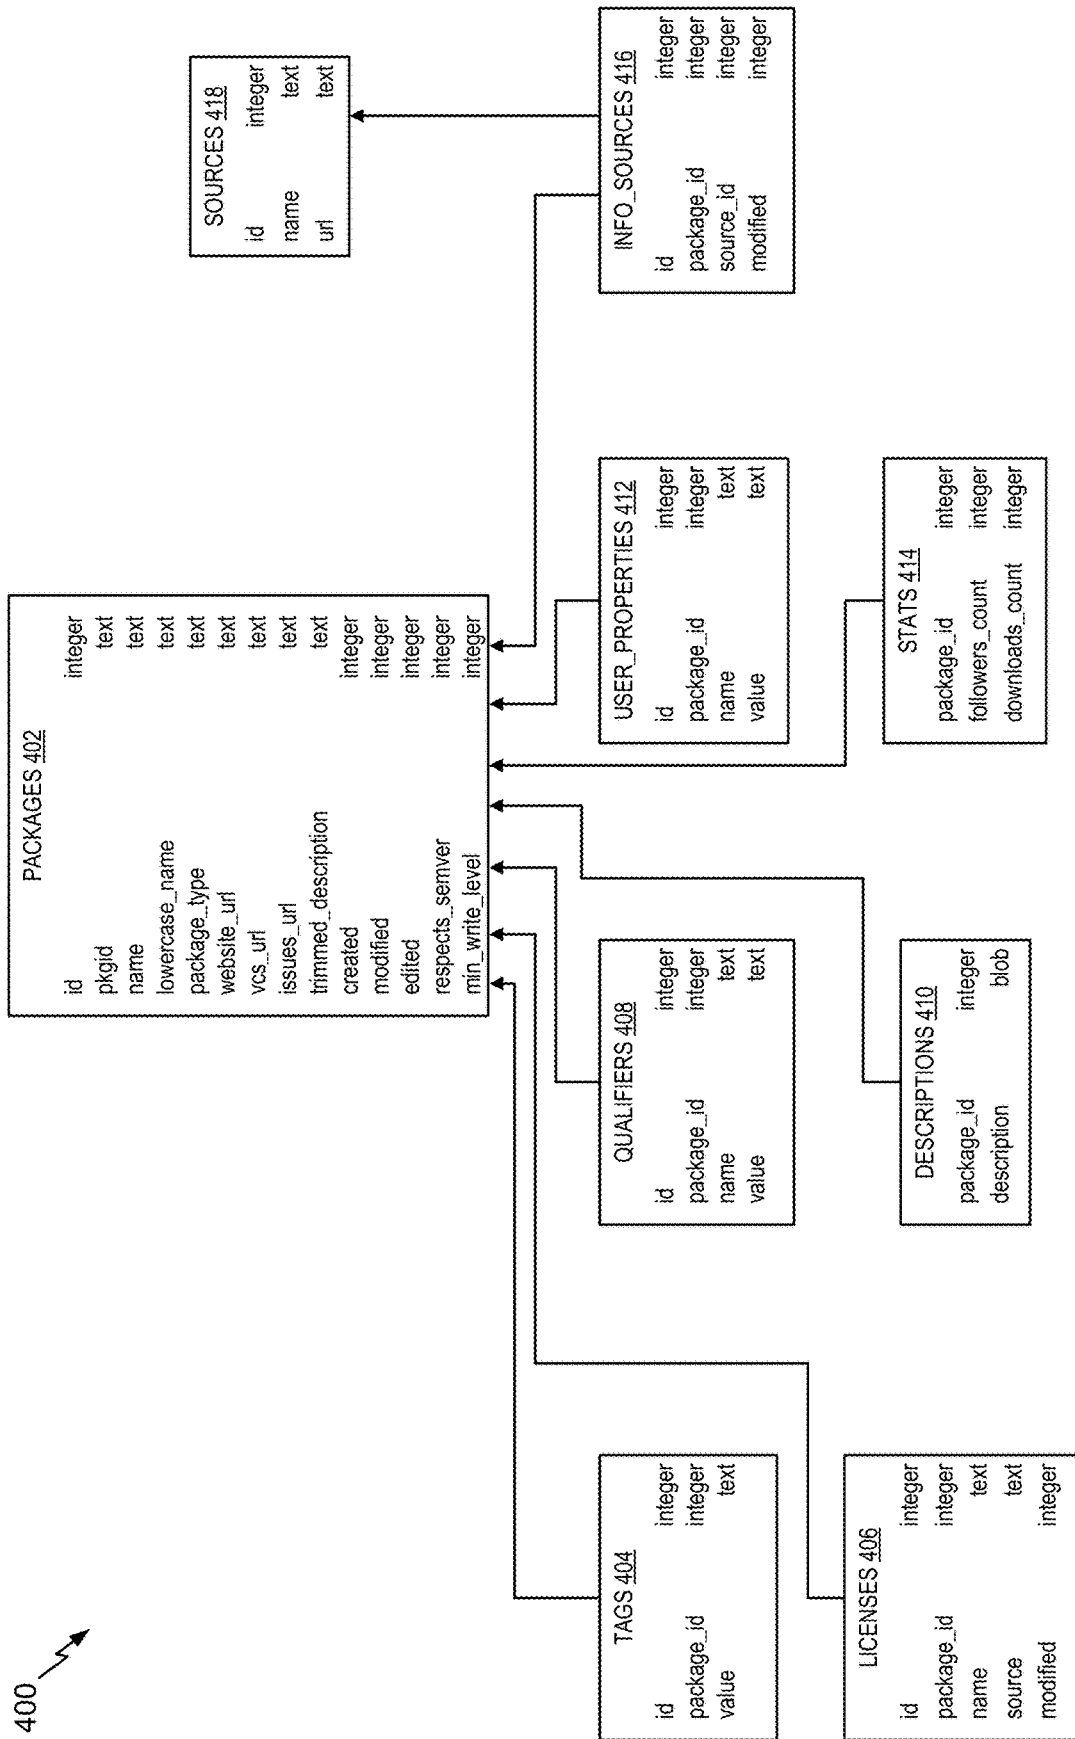 400
PACKAGES 402
id integer
pkgid text
name text
lowercase_name text
package_type text
website_url text
vcs_url text
issues_url text
trimmed_description text
created integer
modified integer
edited integer
respects_semver integer
min_write_level integer
SOURCES 418
id integer
name text
url text
TAGS 404
id integer
package_id integer
value text
QUALIFIERS 408
id integer
package_id integer
name text
value text
USER_PROPERTIES 412
id integer
package_id integer
name text
value text
INFO_SOURCES 416
id integer
package_id integer
source_id integer
modified integer
LICENSES 406
id integer
package_id integer
name text
source text
modified integer
DESCRIPTIONS 410
package_id integer
description blob
STATS 414
package_id integer
followers_count integer
downloads_count integer